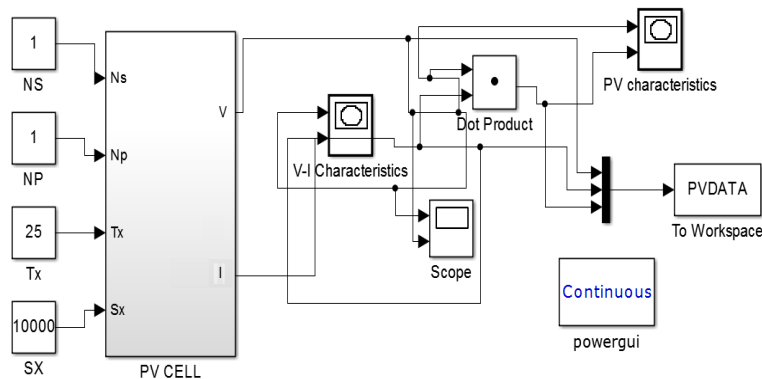 1
NS
1
NP
25
Tx
10000
SX
Ns
Np
Tx
Sx
V
I
PV CELL
V-I Characteristics
Dot Product
Scope
PV characteristics
PVDATA
To Workspace
Continuous
powergui